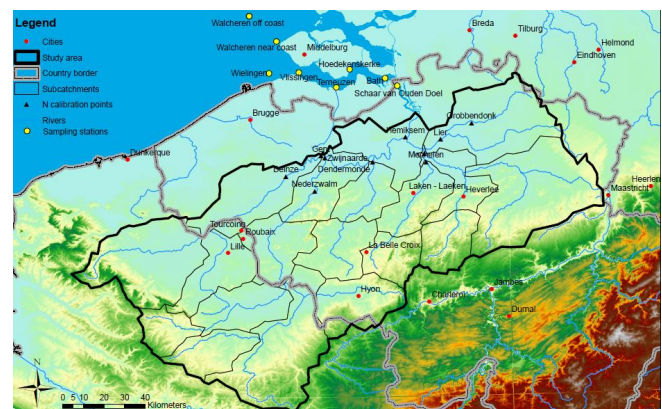 Legend
Cities
Study area
Country border
Subcatchments
N calibration points
Rivers
Sampling stations
Walcheren off coast
Walcheren near coast
Middelburg
Breda
Tilburg
Helmond
Eindhoven
Wielingen
Vlissingen
Hoedekenskerke
Terneuzen
Bath
Schaar van Ouden Doel
Brugge
Dunkerque
Hemiksem
Grobbendonk
Lier
Zwijnaarde
Dendermonde
Deinze
Nederzwalm
Laken - Laeken
Heverlee
Heerlen
Maastricht
Tourcoing
Roubaix
Lille
La Belle Croix
Hyon
Charleroi
Jambes
N
0 5 10 20 30 40
Kilometers